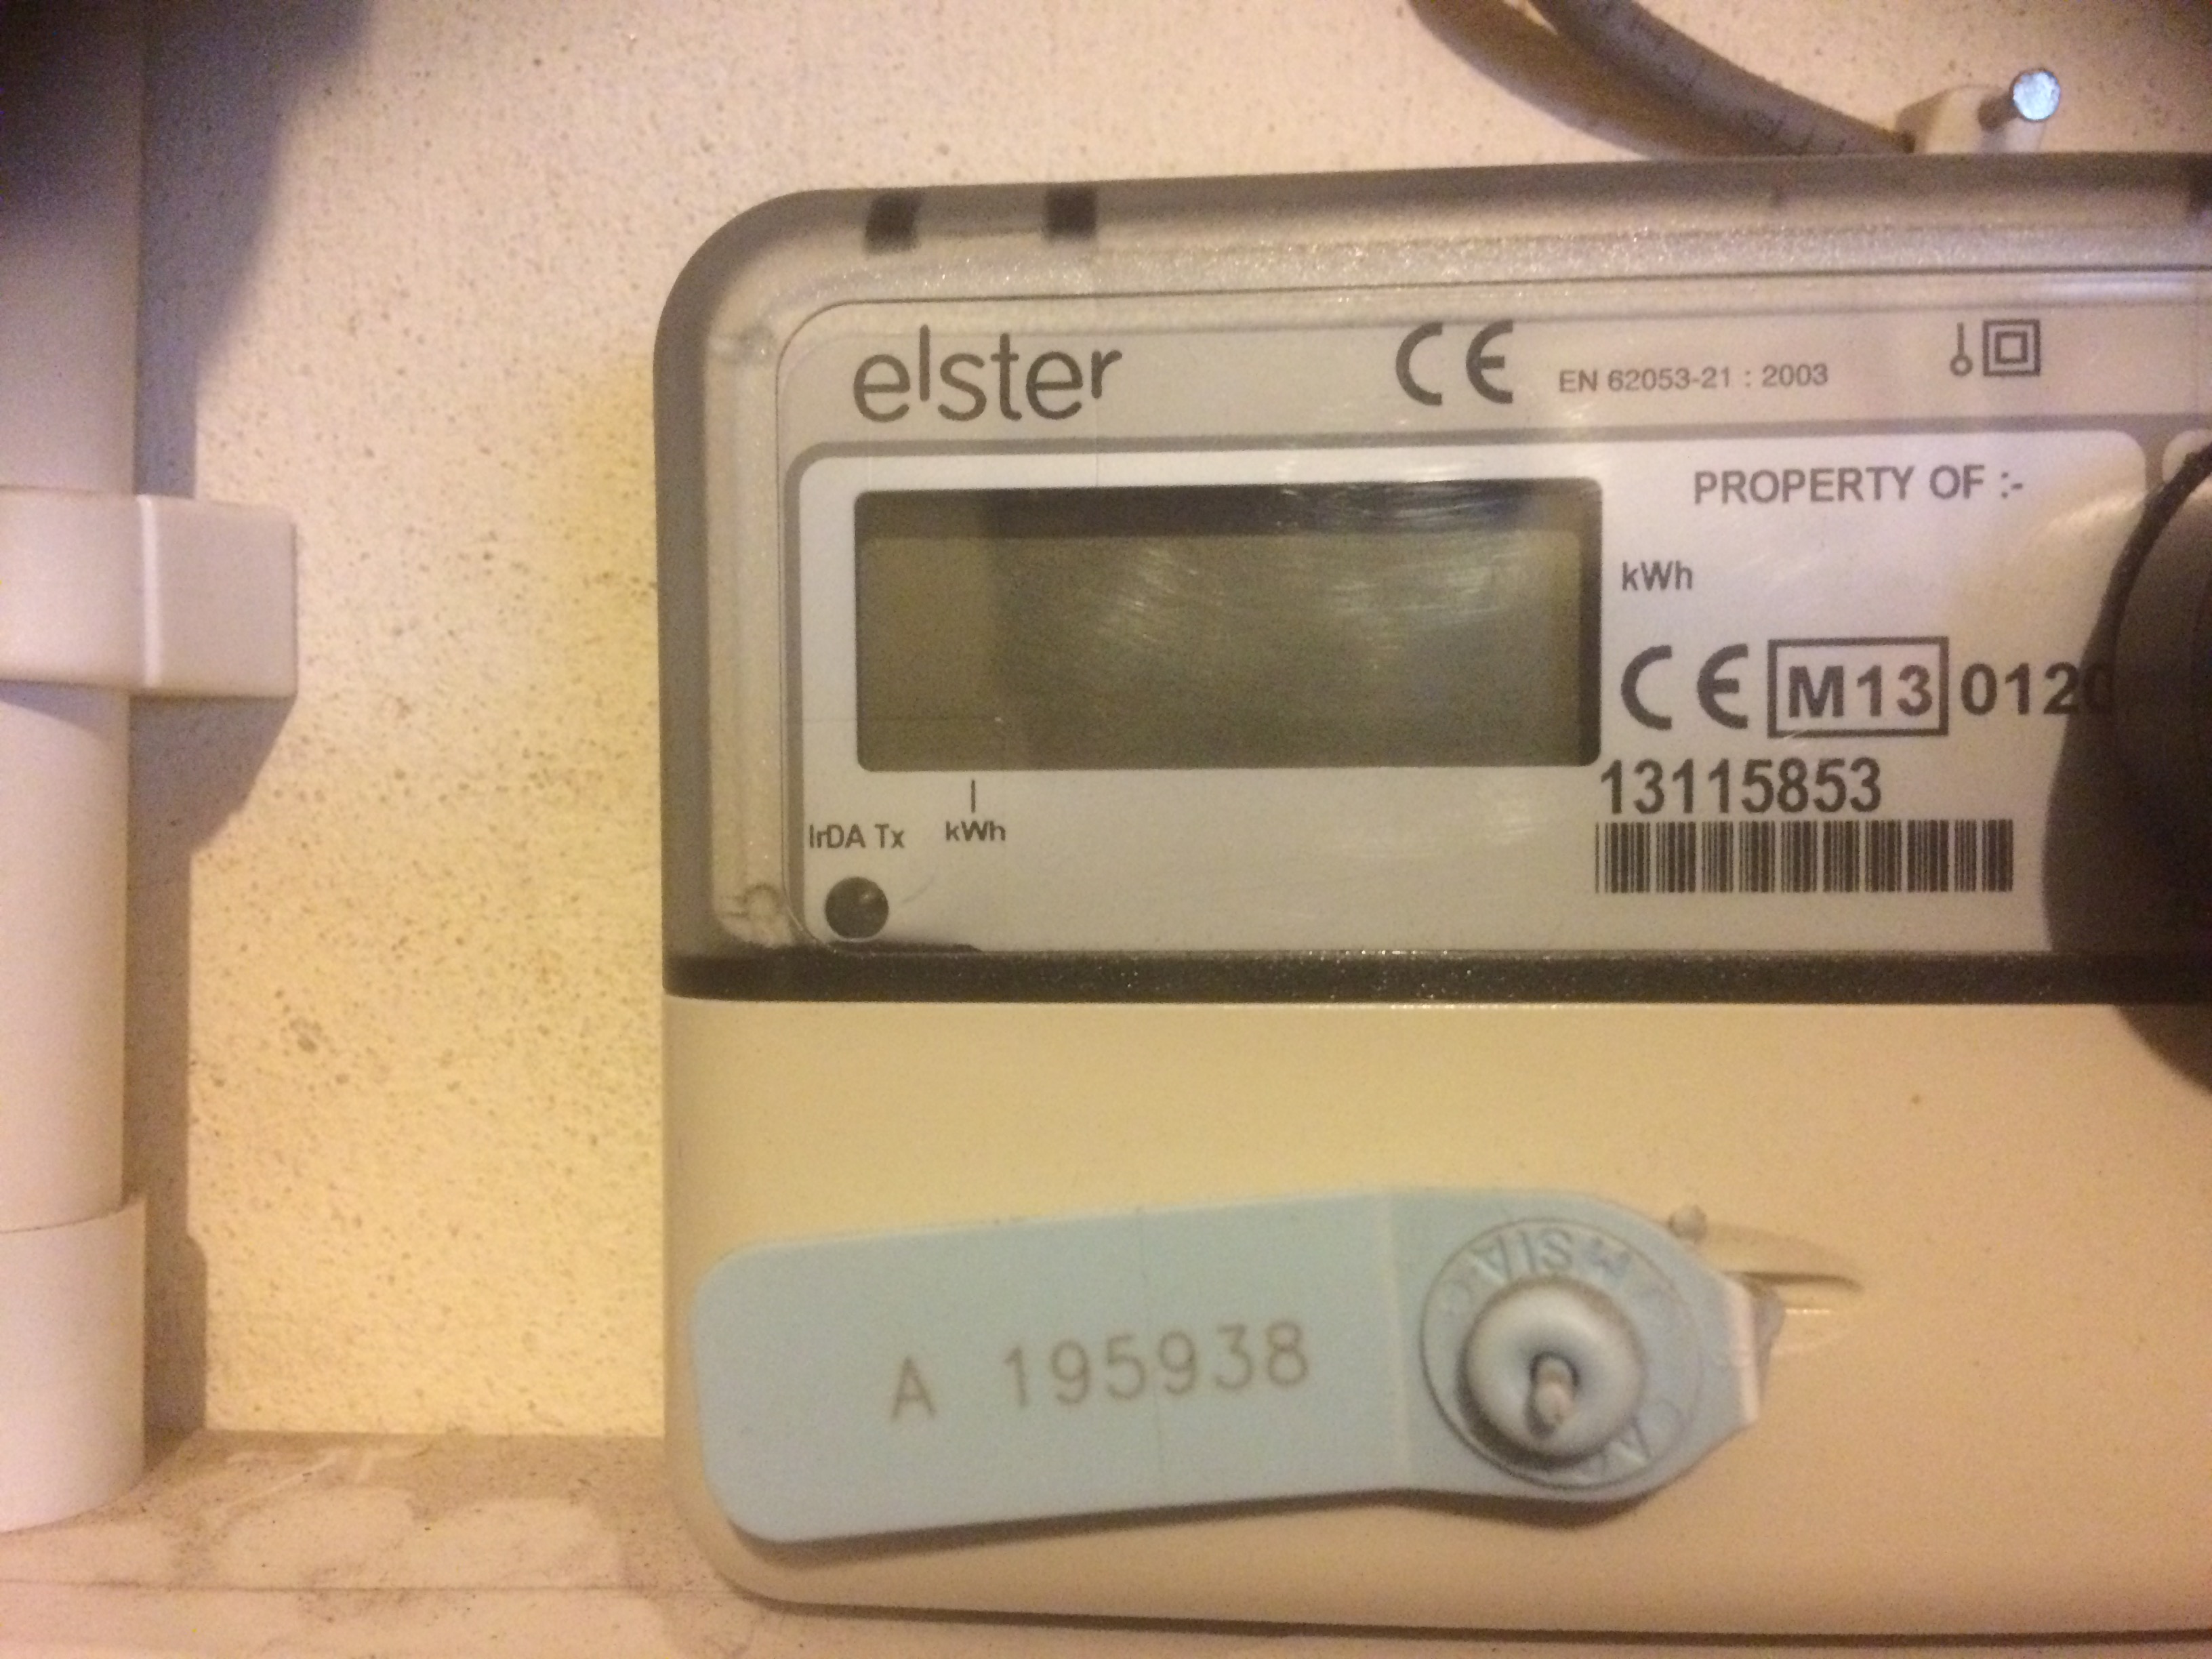 elster
CE EN 62053-21 : 2003
PROPERTY OF :-
kWh
CE M13 0120
13115853
IrDA Tx kWh
A 195938